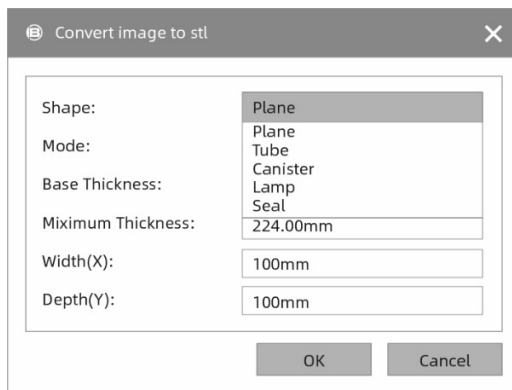 Convert image to stl
Shape:
Plane
Plane
Tube
Canister
Lamp
Seal
Mode:
Base Thickness:
Miximum Thickness:
224.00mm
Width(X):
100mm
Depth(Y):
100mm
OK
Cancel